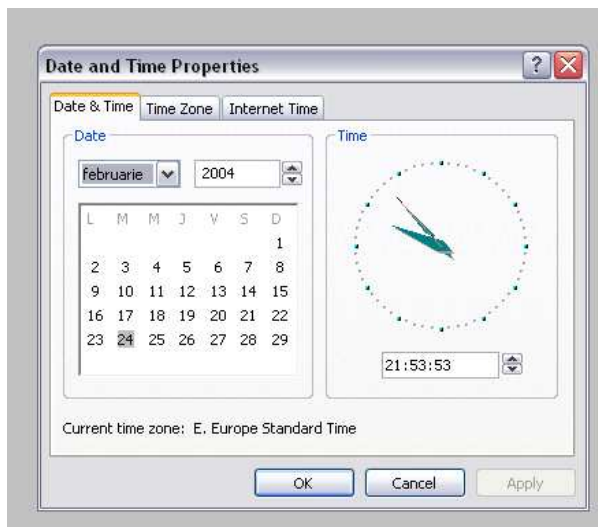 Date and Time Properties
Date & Time Time Zone Internet Time
Date
februarie 2004
L M M J V S D
1
2 3 4 5 6 7 8
9 10 11 12 13 14 15
16 17 18 19 20 21 22
23 24 25 26 27 28 29
Time
21:53:53
Current time zone: E. Europe Standard Time
OK Cancel Apply